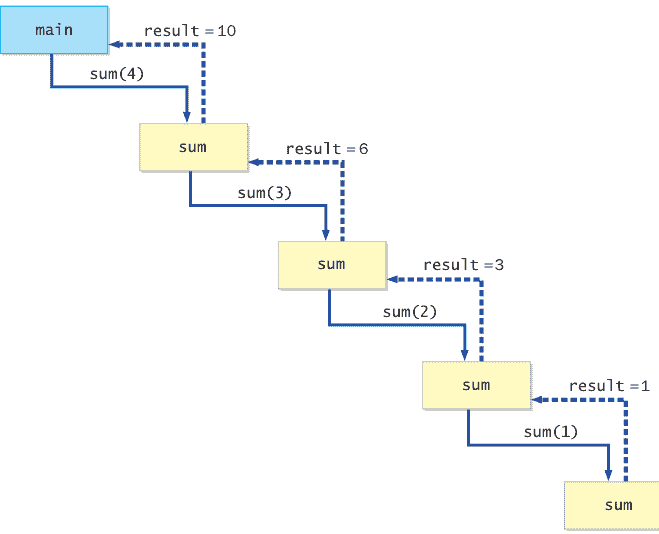 main
result = 10
sum(4)
sum
result = 6
sum(3)
sum
result = 3
sum(2)
sum
result = 1
sum(1)
sum